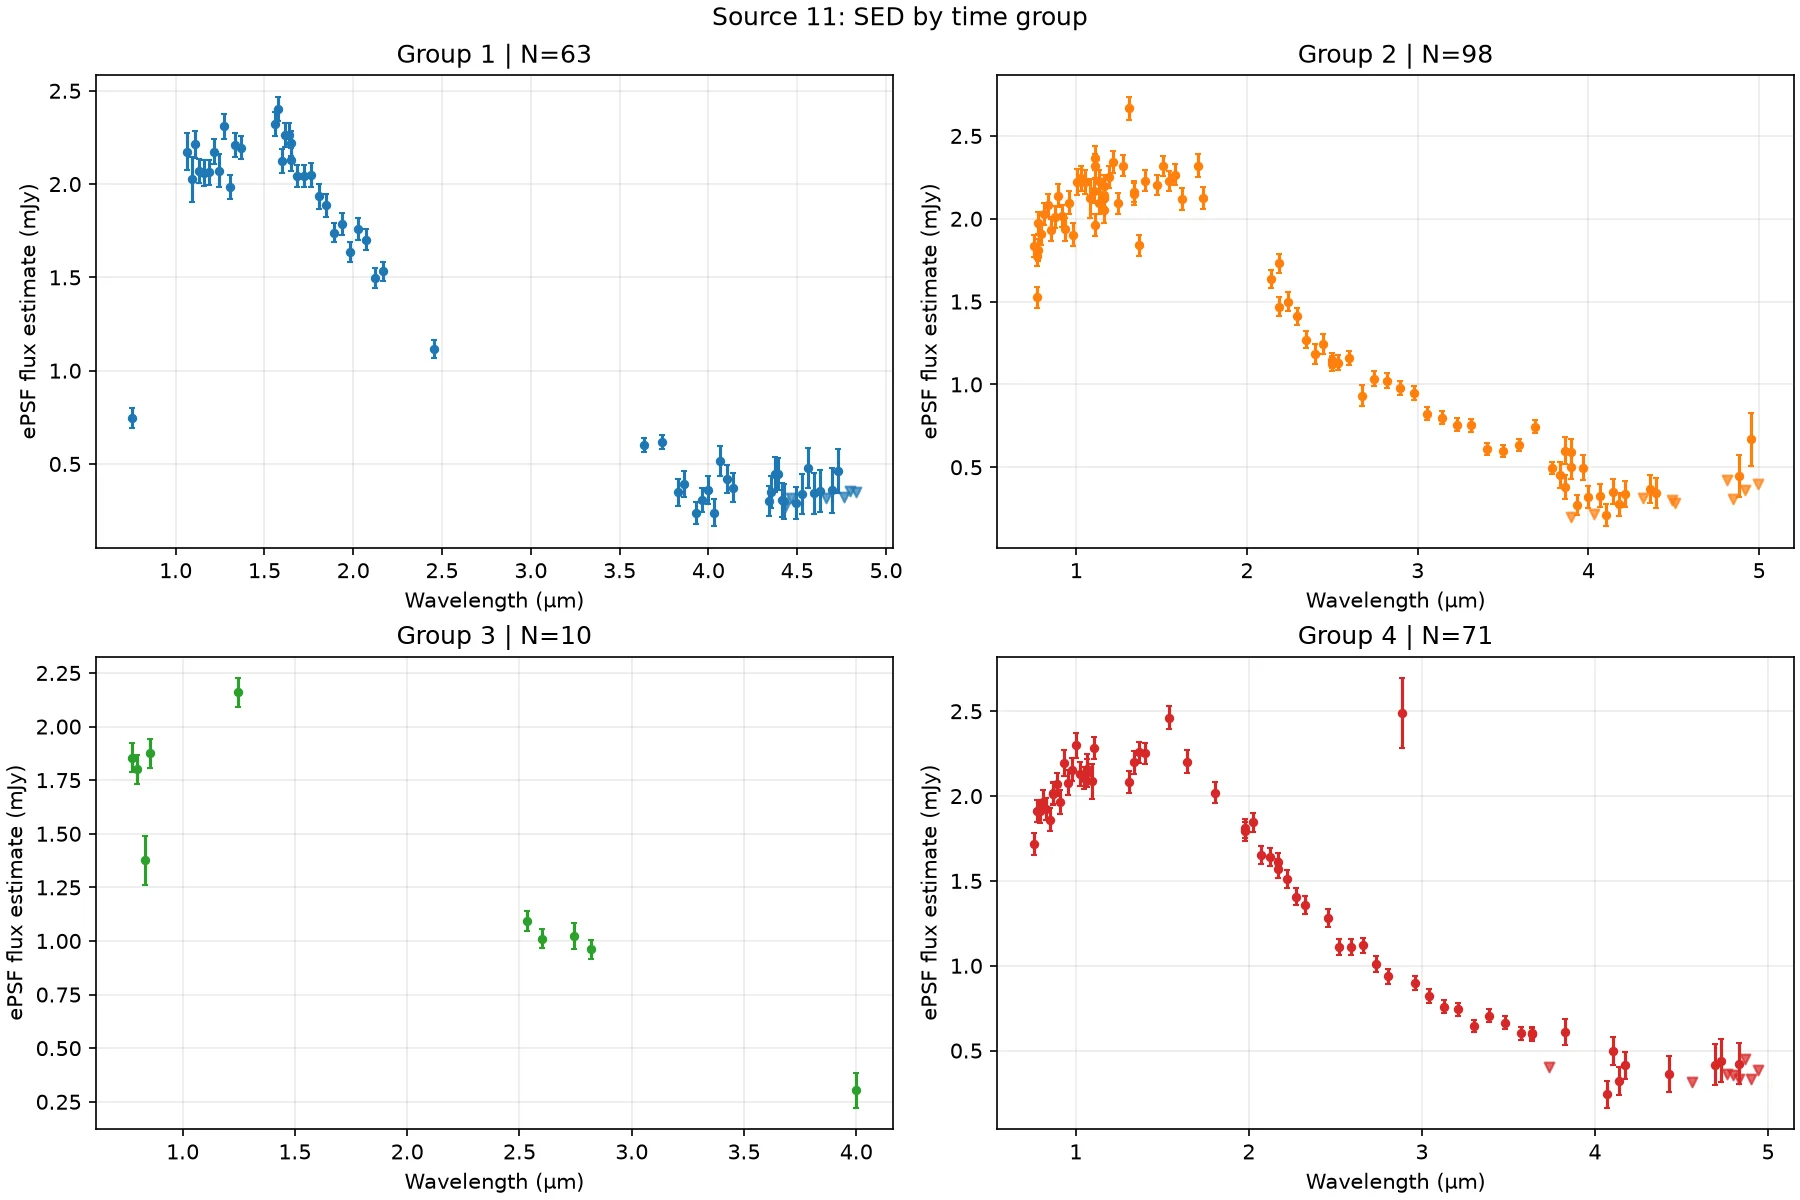 Source 11: SED by time group
Group 1 | N=63
ePSF flux estimate (mJy)
2.5
2.0
1.5
1.0
0.5
1.0 1.5 2.0 2.5 3.0 3.5 4.0 4.5 5.0
Wavelength (μm)
Group 2 | N=98
ePSF flux estimate (mJy)
2.5
2.0
1.5
1.0
0.5
1 2 3 4 5
Wavelength (μm)
Group 3 | N=10
ePSF flux estimate (mJy)
2.25
2.00
1.75
1.50
1.25
1.00
0.75
0.50
0.25
1.0 1.5 2.0 2.5 3.0 3.5 4.0
Wavelength (μm)
Group 4 | N=71
ePSF flux estimate (mJy)
2.5
2.0
1.5
1.0
0.5
1 2 3 4 5
Wavelength (μm)